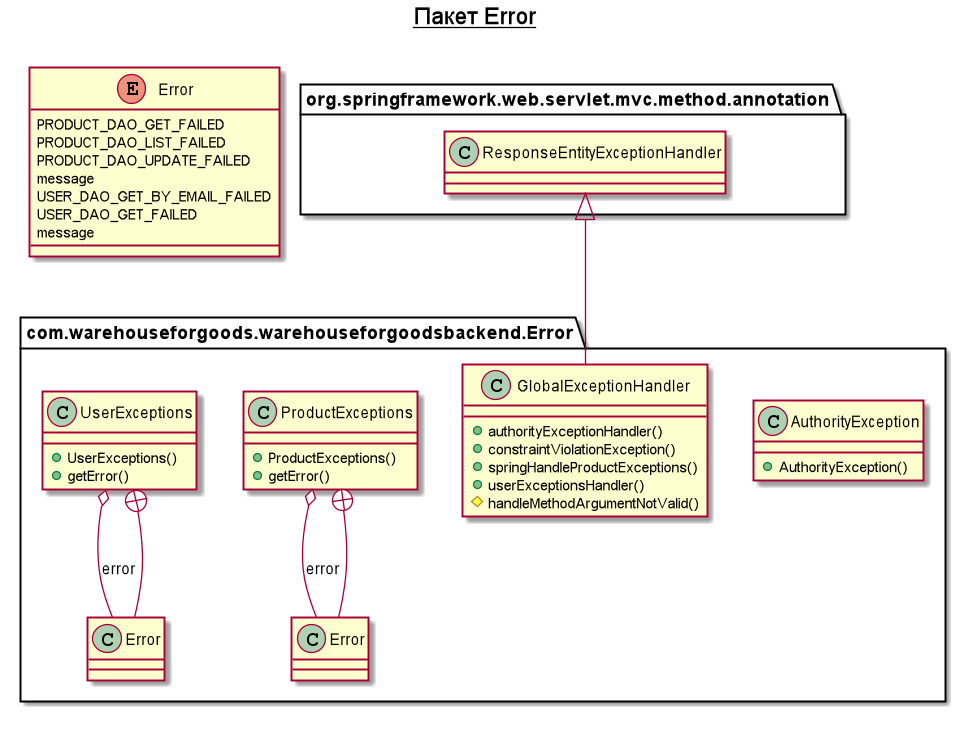 Пакет Error
E Error
PRODUCT_DAO_GET_FAILED
PRODUCT_DAO_LIST_FAILED
PRODUCT_DAO_UPDATE_FAILED
message
USER_DAO_GET_BY_EMAIL_FAILED
USER_DAO_GET_FAILED
message
org.springframework.web.servlet.mvc.method.annotation
C ResponseEntityExceptionHandler
com.warehouseforgoods.warehouseforgoodsbackend.Error
C UserExceptions
UserExceptions()
getError()
C ProductExceptions
ProductExceptions()
getError()
C GlobalExceptionHandler
authorityExceptionHandler()
constraintViolationException()
springHandleProductExceptions()
userExceptionsHandler()
handleMethodArgumentNotValid()
C AuthorityException
AuthorityException()
error
error
C Error
C Error